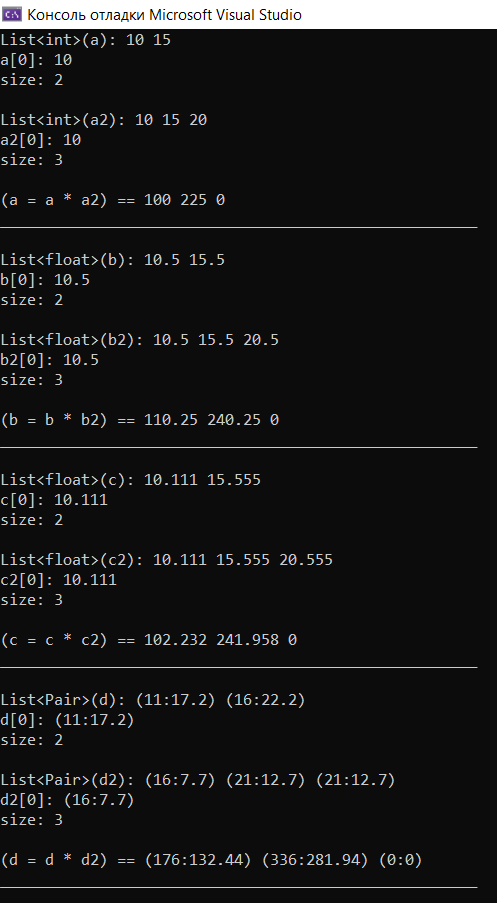 Консоль отладки Microsoft Visual Studio
List<int>(a): 10 15
a[0]: 10
size: 2
List<int>(a2): 10 15 20
a2[0]: 10
size: 3
(a = a * a2) == 100 225 0
List<float>(b): 10.5 15.5
b[0]: 10.5
size: 2
List<float>(b2): 10.5 15.5 20.5
b2[0]: 10.5
size: 3
(b = b * b2) == 110.25 240.25 0
List<float>(c): 10.111 15.555
c[0]: 10.111
size: 2
List<float>(c2): 10.111 15.555 20.555
c2[0]: 10.111
size: 3
(c = c * c2) == 102.232 241.958 0
List<Pair>(d): (11:17.2) (16:22.2)
d[0]: (11:17.2)
size: 2
List<Pair>(d2): (16:7.7) (21:12.7) (21:12.7)
d2[0]: (16:7.7)
size: 3
(d = d * d2) == (176:132.44) (336:281.94) (0:0)